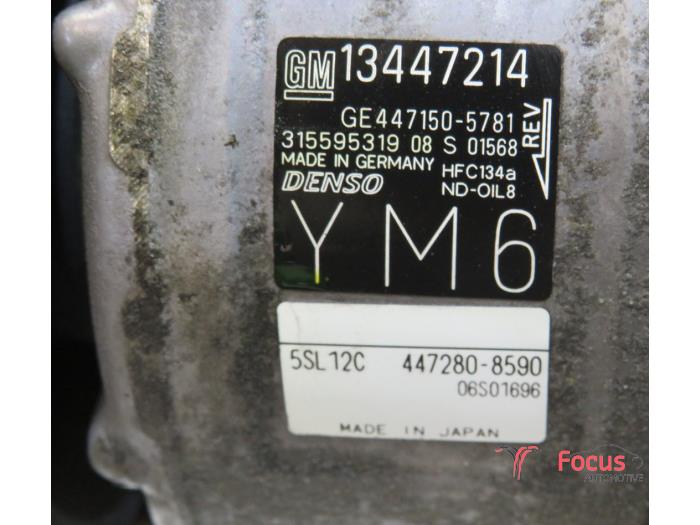 GM 13447214
GE447150-5781
315595319 08 S 01568
MADE IN GERMANY HFC134a
DENSO ND-OIL8
REV
YM6
5SL12C 447280-8590
06S01696
MADE IN JAPAN
Focus
AUTOMOTIVE